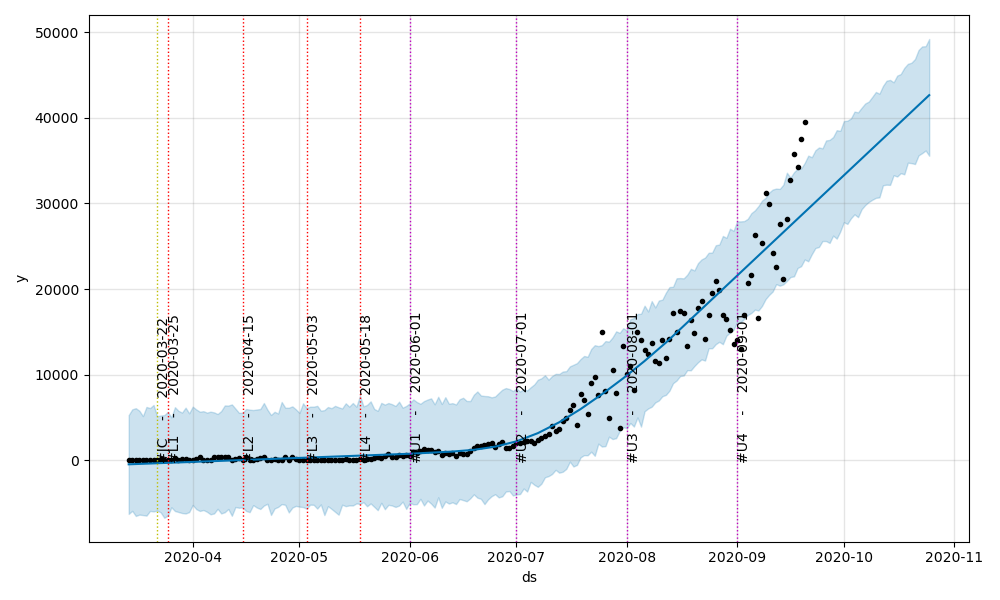 50000
40000
30000
20000
10000
0
y
#JC - 2020-03-22
#L1 - 2020-03-25
#L2 - 2020-04-15
#L3 - 2020-05-03
#L4 - 2020-05-18
#U1 - 2020-06-01
#U2 - 2020-07-01
#U3 - 2020-08-01
#U4 - 2020-09-01
2020-04 2020-05 2020-06 2020-07 2020-08 2020-09 2020-10 2020-11
ds